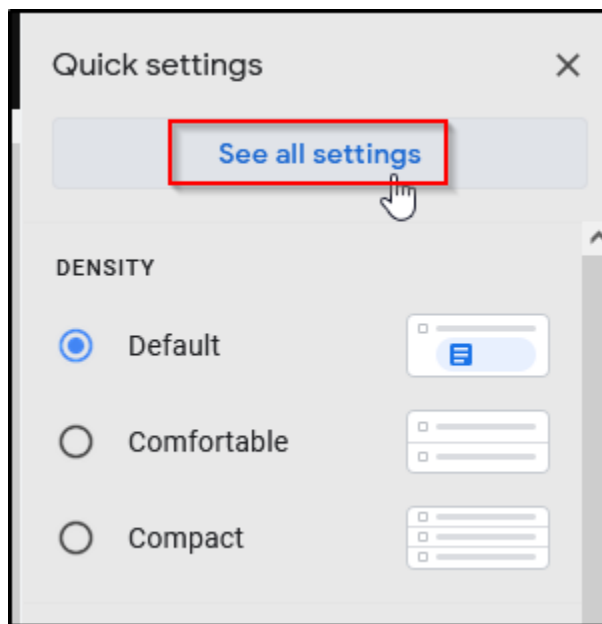 Quick settings
See all settings
DENSITY
Default
Comfortable
Compact